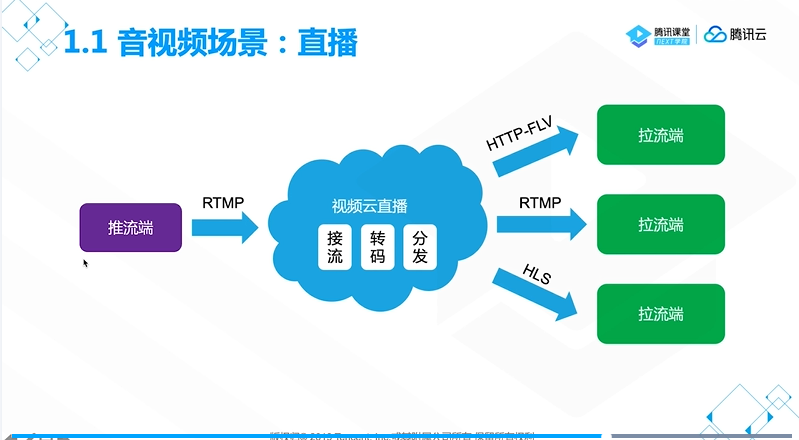 1.1 音视频场景：直播
腾讯课堂
NEXT学院
腾讯云
推流端
RTMP
视频云直播
接流
转码
分发
HTTP-FLV
RTMP
HLS
拉流端
拉流端
拉流端